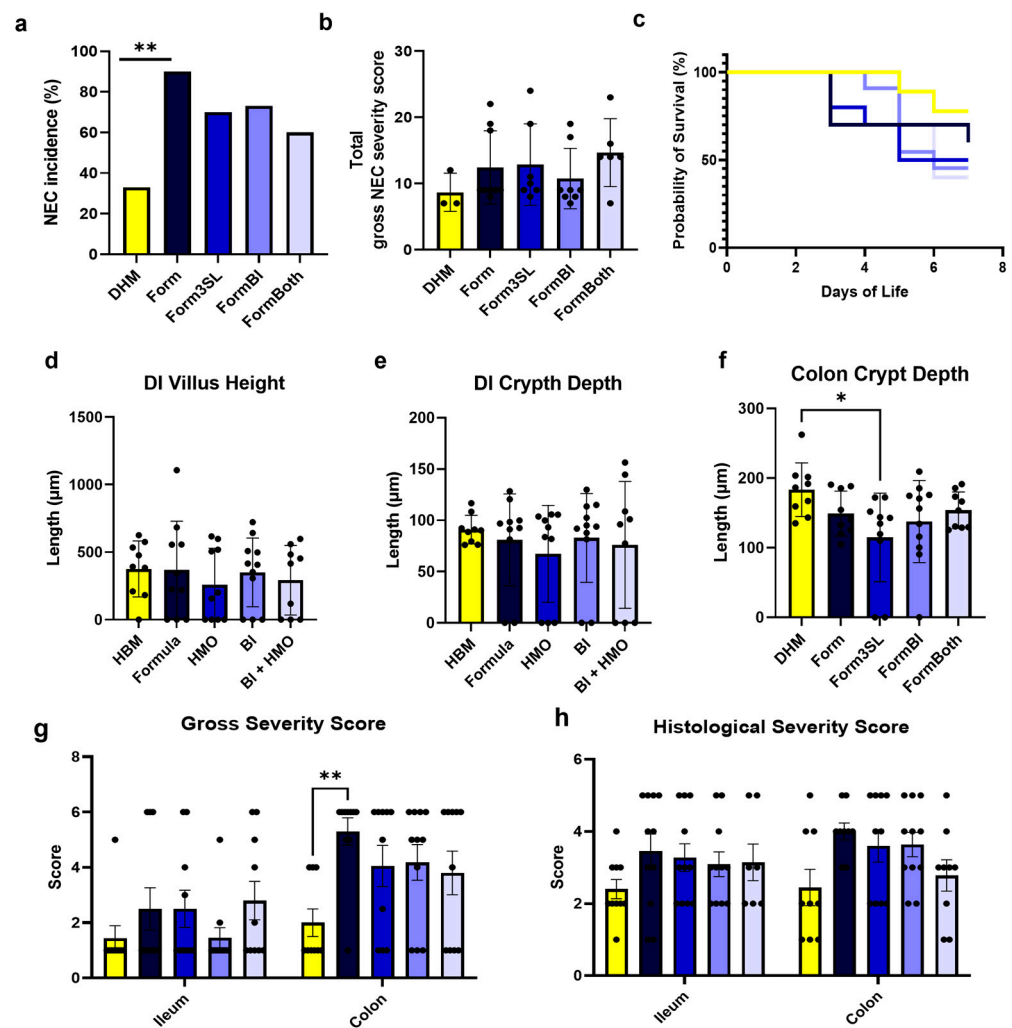 a
NEC incidence (%)
100
80
60
40
20
0
**
DHM
Form
Form3SL
FormBI
FormBoth
b
Total
gross NEC severity score
30
20
10
0
DHM
Form
Form3SL
FormBI
FormBoth
c
Probability of Survival (%)
100
50
0
0
2
4
6
8
Days of Life
d
DI Villus Height
Length (µm)
1500
1000
500
0
HBM
Formula
HMO
BI
BI + HMO
e
DI Crypth Depth
Length (µm)
200
150
100
50
0
HBM
Formula
HMO
BI
BI + HMO
f
Colon Crypt Depth
Length (µm)
300
200
100
0
*
DHM
Form
Form3SL
FormBI
FormBoth
g
Gross Severity Score
Score
8
6
4
2
0
**
Ileum
Colon
h
Histological Severity Score
Score
6
4
2
0
Ileum
Colon